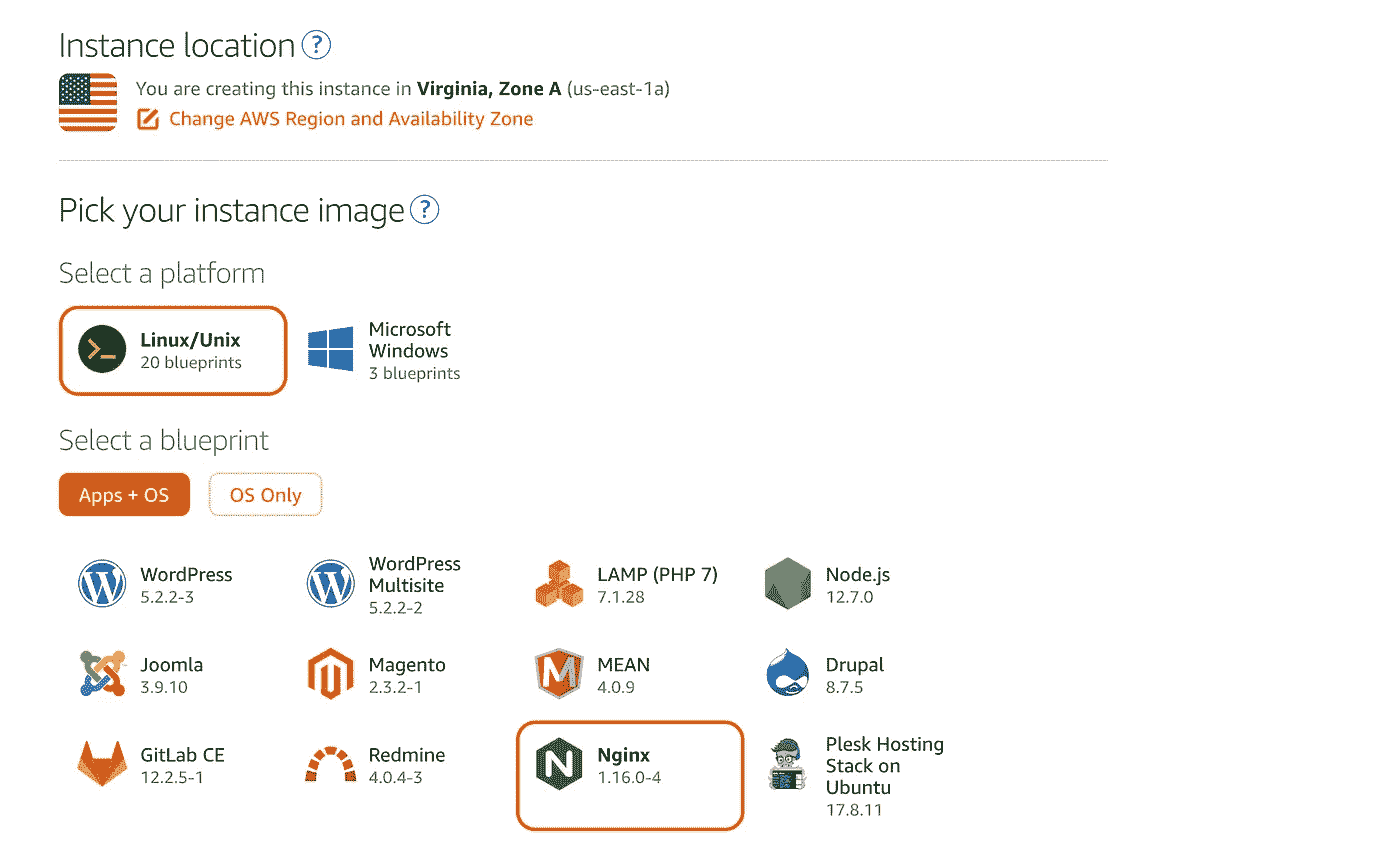 Instance location ?
You are creating this instance in Virginia, Zone A (us-east-1a)
Change AWS Region and Availability Zone
Pick your instance image ?
Select a platform
Linux/Unix
20 blueprints
Microsoft
Windows
3 blueprints
Select a blueprint
Apps + OS
OS Only
WordPress
5.2.2-3
WordPress
Multisite
5.2.2-2
LAMP (PHP 7)
7.1.28
Node.js
12.7.0
Joomla
3.9.10
Magento
2.3.2-1
MEAN
4.0.9
Drupal
8.7.5
GitLab CE
12.2.5-1
Redmine
4.0.4-3
Nginx
1.16.0-4
Plesk Hosting
Stack on
Ubuntu
17.8.11